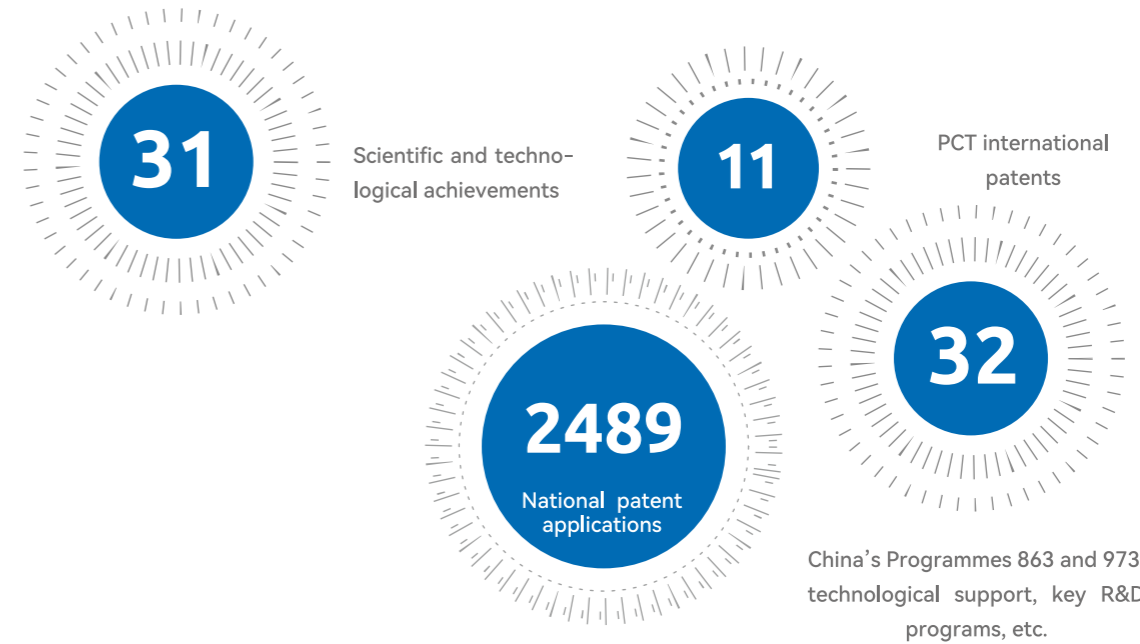 31
Scientific and techno-
logical achievements
11
PCT international
patents
2489
National patent
applications
32
China's Programmes 863 and 973
technological support, key R&D
programs, etc.